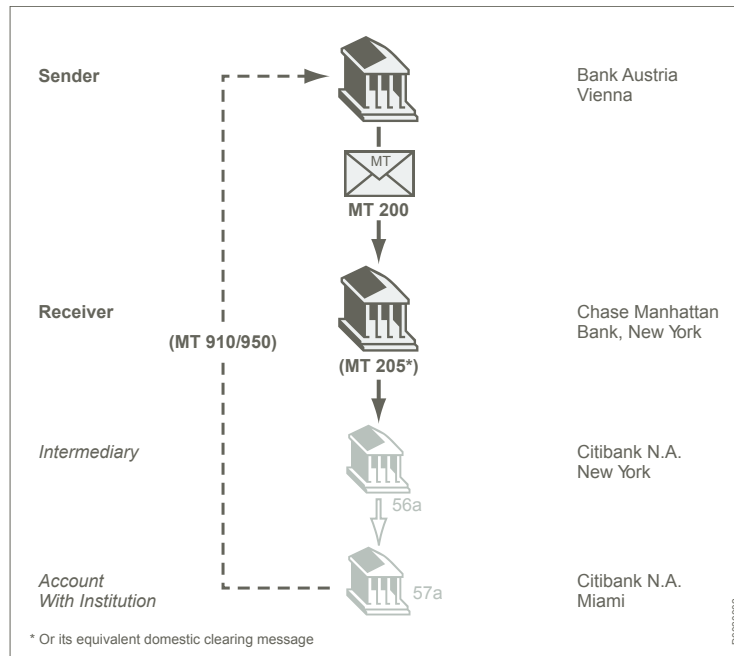 Sender
Bank Austria
Vienna
MT
MT 200
Receiver
Chase Manhattan
Bank, New York
(MT 910/950)
(MT 205*)
Intermediary
Citibank N.A.
New York
56a
Account
With Institution
57a
Citibank N.A.
Miami
* Or its equivalent domestic clearing message